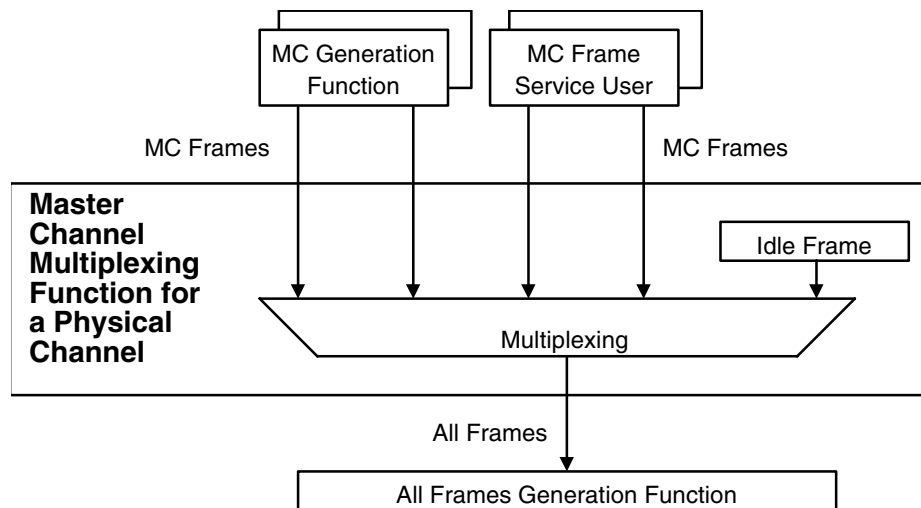 MC Generation
Function
MC Frame
Service User
MC Frames
MC Frames
Master
Channel
Multiplexing
Function for
a Physical
Channel
Idle Frame
Multiplexing
All Frames
All Frames Generation Function